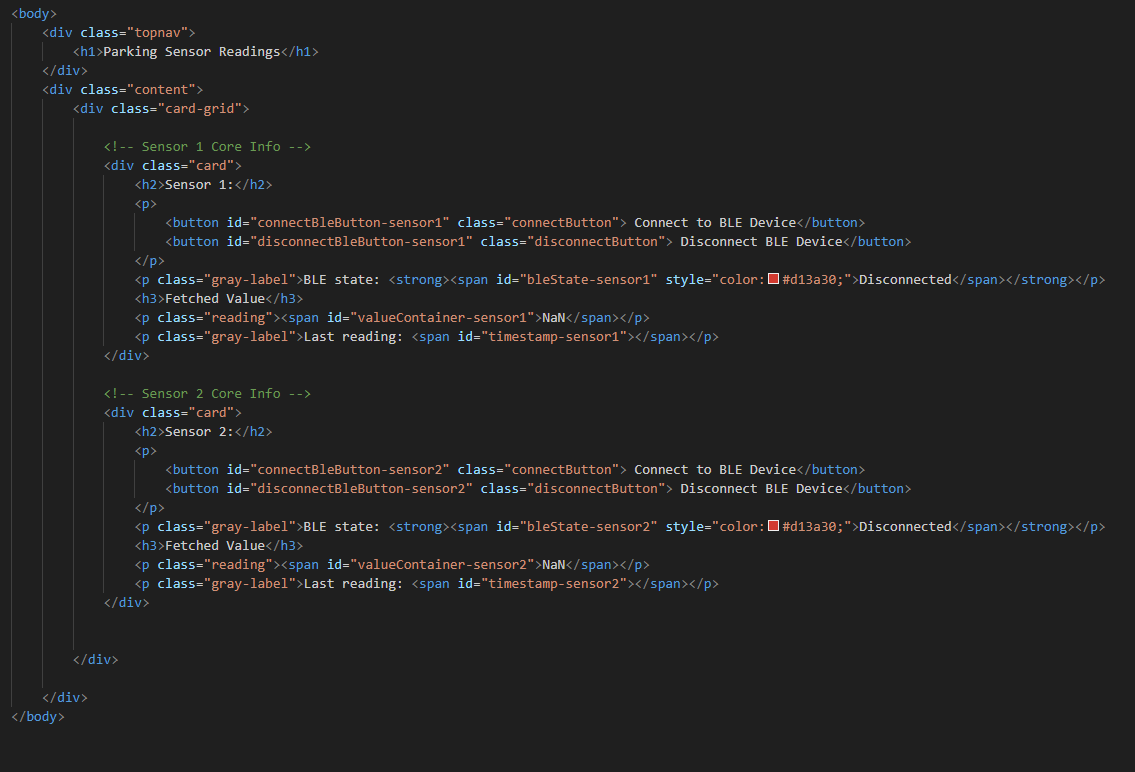 <body>
<div class="topnav">
<h1>Parking Sensor Readings</h1>
</div>
<div class="content">
<div class="card-grid">
<!-- Sensor 1 Core Info -->
<div class="card">
<h2>Sensor 1:</h2>
<p>
<button id="connectBleButton-sensor1" class="connectButton"> Connect to BLE Device</button>
<button id="disconnectBleButton-sensor1" class="disconnectButton"> Disconnect BLE Device</button>
</p>
<p class="gray-label">BLE state: <strong><span id="bleState-sensor1" style="color:#d13a30;">Disconnected</span></strong></p>
<h3>Fetched Value</h3>
<p class="reading"><span id="valueContainer-sensor1">NaN</span></p>
<p class="gray-label">Last reading: <span id="timestamp-sensor1"></span></p>
</div>
<!-- Sensor 2 Core Info -->
<div class="card">
<h2>Sensor 2:</h2>
<p>
<button id="connectBleButton-sensor2" class="connectButton"> Connect to BLE Device</button>
<button id="disconnectBleButton-sensor2" class="disconnectButton"> Disconnect BLE Device</button>
</p>
<p class="gray-label">BLE state: <strong><span id="bleState-sensor2" style="color:#d13a30;">Disconnected</span></strong></p>
<h3>Fetched Value</h3>
<p class="reading"><span id="valueContainer-sensor2">NaN</span></p>
<p class="gray-label">Last reading: <span id="timestamp-sensor2"></span></p>
</div>
</div>
</div>
</body>